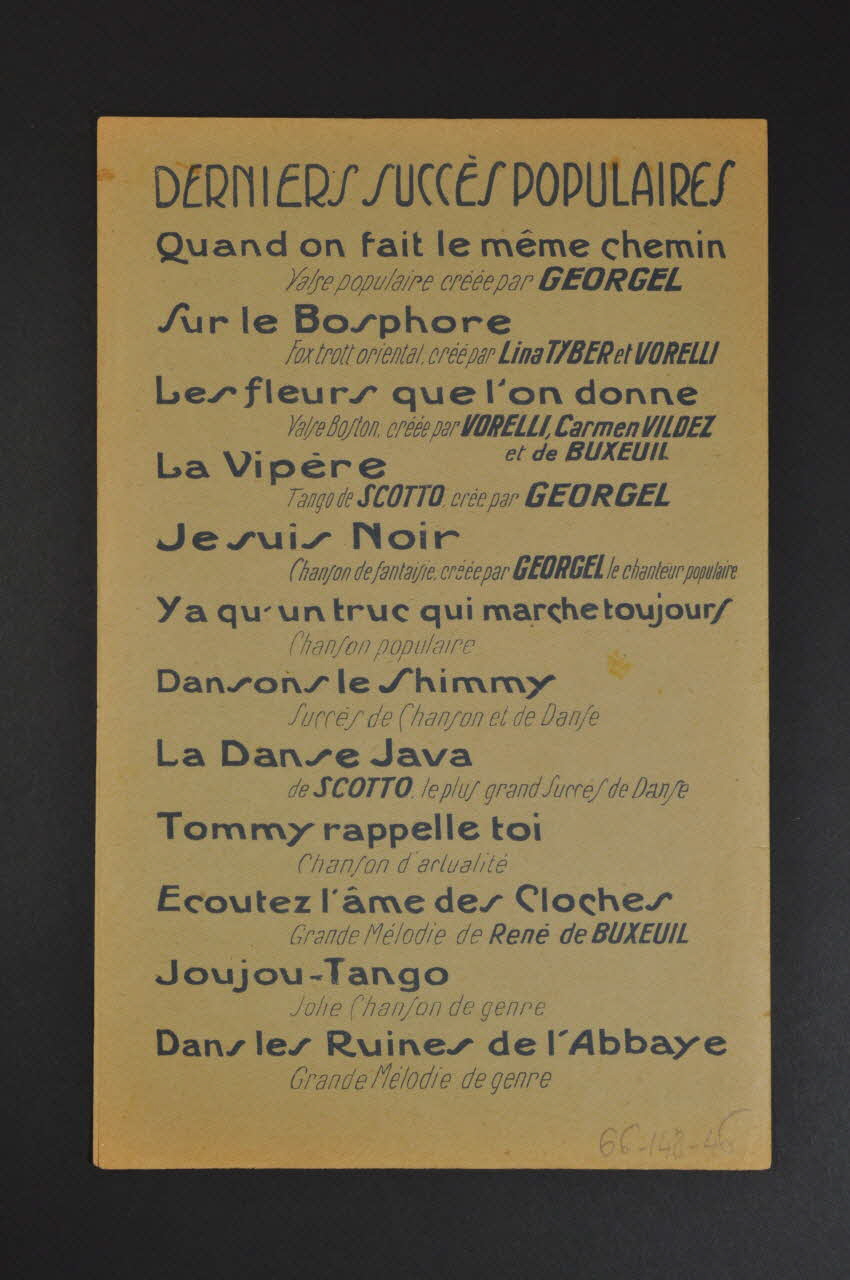 DERNIERS SUCCÈS POPULAIRES
Quand on fait le même chemin
Valse populaire créée par GEORGEL
Sur le Bosphore
Fox trott oriental, créé par Lina TYBER et VORELLI
Les fleurs que l'on donne
Valse Boston, créée par VORELLI, Carmen VILDEZ
et de BUXEUIL
La Vipère
Tango de SCOTTO, crée par GEORGEL
Je suis Noir
Chanson de fantaisie, créée par GEORGEL le chanteur populaire
Ya qu'un truc qui marche toujours
Chanson populaire
Dansons le Shimmy
Succès de Chanson et de Danse
La Danse Java
de SCOTTO, le plus grand Succes de Danse
Tommy rappelle toi
Chanson d'actualité
Ecoutez l'âme des Cloches
Grande Mélodie de René de BUXEUIL
Joujou-Tango
Jolie Chanson de genre
Dans les Ruines de l'Abbaye
Grande Mélodie de genre
66-148-46